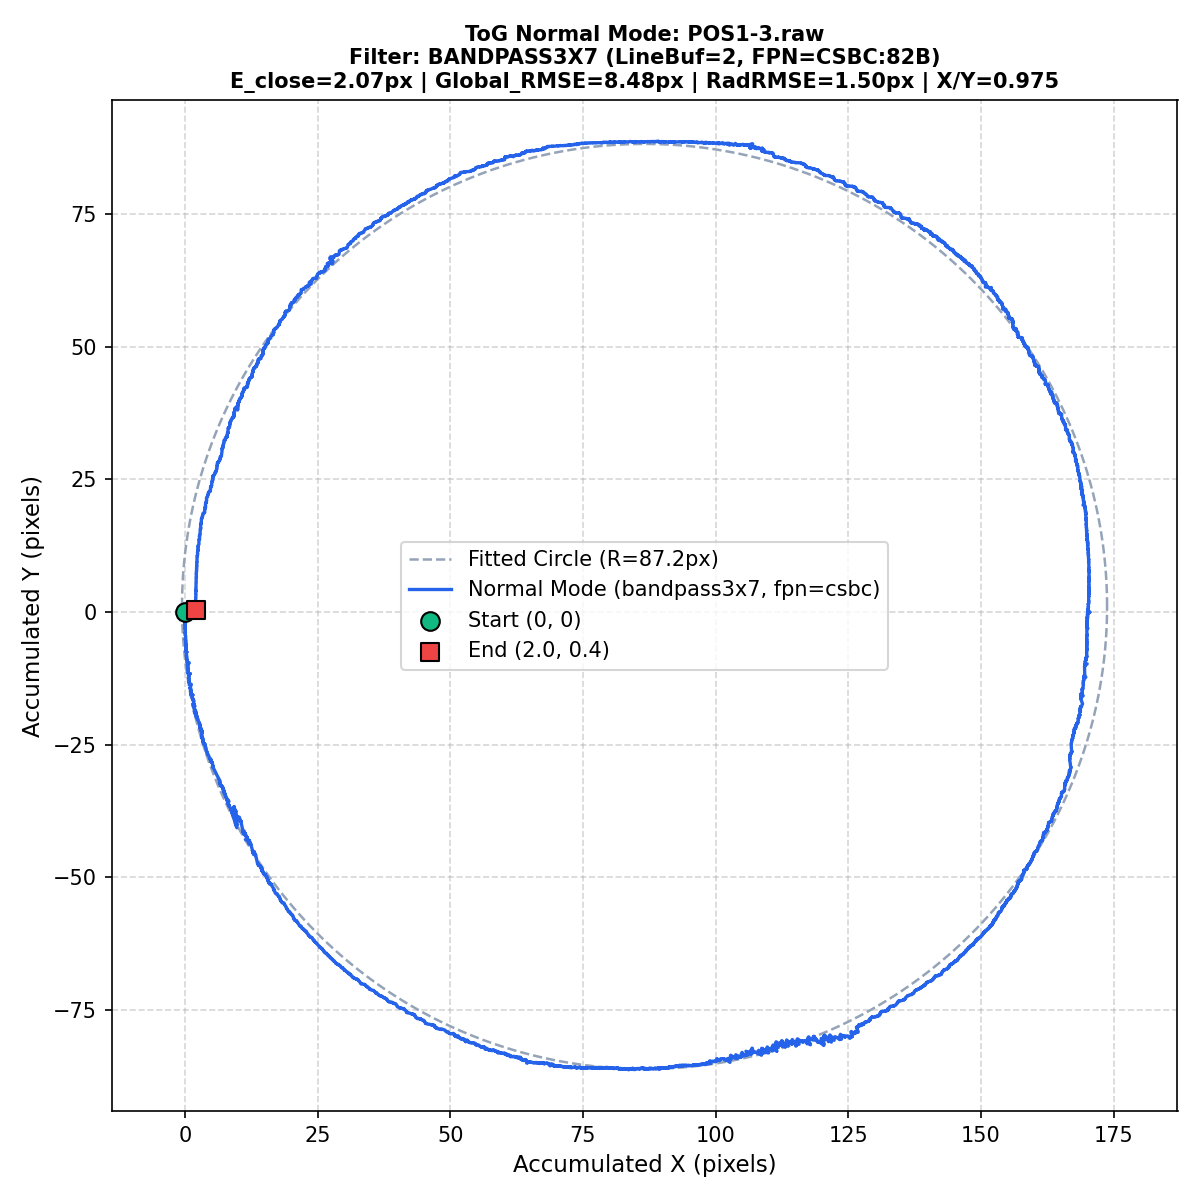 ToG Normal Mode: POS1-3.raw
Filter: BANDPASS3X7 (LineBuf=2, FPN=CSBC:82B)
E_close=2.07px | Global_RMSE=8.48px | RadRMSE=1.50px | X/Y=0.975
Accumulated Y (pixels)
75
50
25
0
−25
−50
−75
Fitted Circle (R=87.2px)
Normal Mode (bandpass3x7, fpn=csbc)
Start (0, 0)
End (2.0, 0.4)
0 25 50 75 100 125 150 175
Accumulated X (pixels)